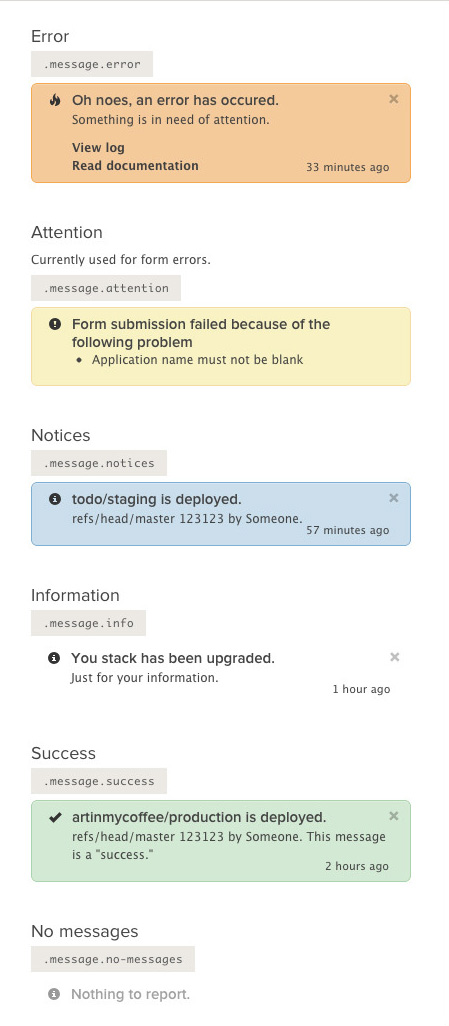 Error
.message.error
Oh noes, an error has occured.
Something is in need of attention.
View log
Read documentation
33 minutes ago
Attention
Currently used for form errors.
.message.attention
Form submission failed because of the
following problem
• Application name must not be blank
Notices
.message.notices
todo/staging is deployed.
refs/head/master 123123 by Someone.
57 minutes ago
Information
.message.info
You stack has been upgraded.
Just for your information.
1 hour ago
Success
.message.success
artinmycoffee/production is deployed.
refs/head/master 123123 by Someone. This message
is a "success."
2 hours ago
No messages
.message.no-messages
Nothing to report.